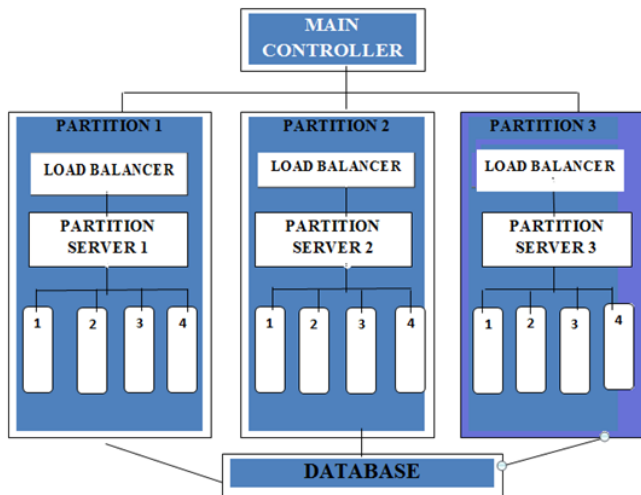 MAIN
CONTROLLER
PARTITION 1
LOAD BALANCER
PARTITION
SERVER 1
1
2
3
4
PARTITION 2
LOAD BALANCER
PARTITION
SERVER 2
1
2
3
4
PARTITION 3
LOAD BALANCER
PARTITION
SERVER 3
1
2
3
4
DATABASE